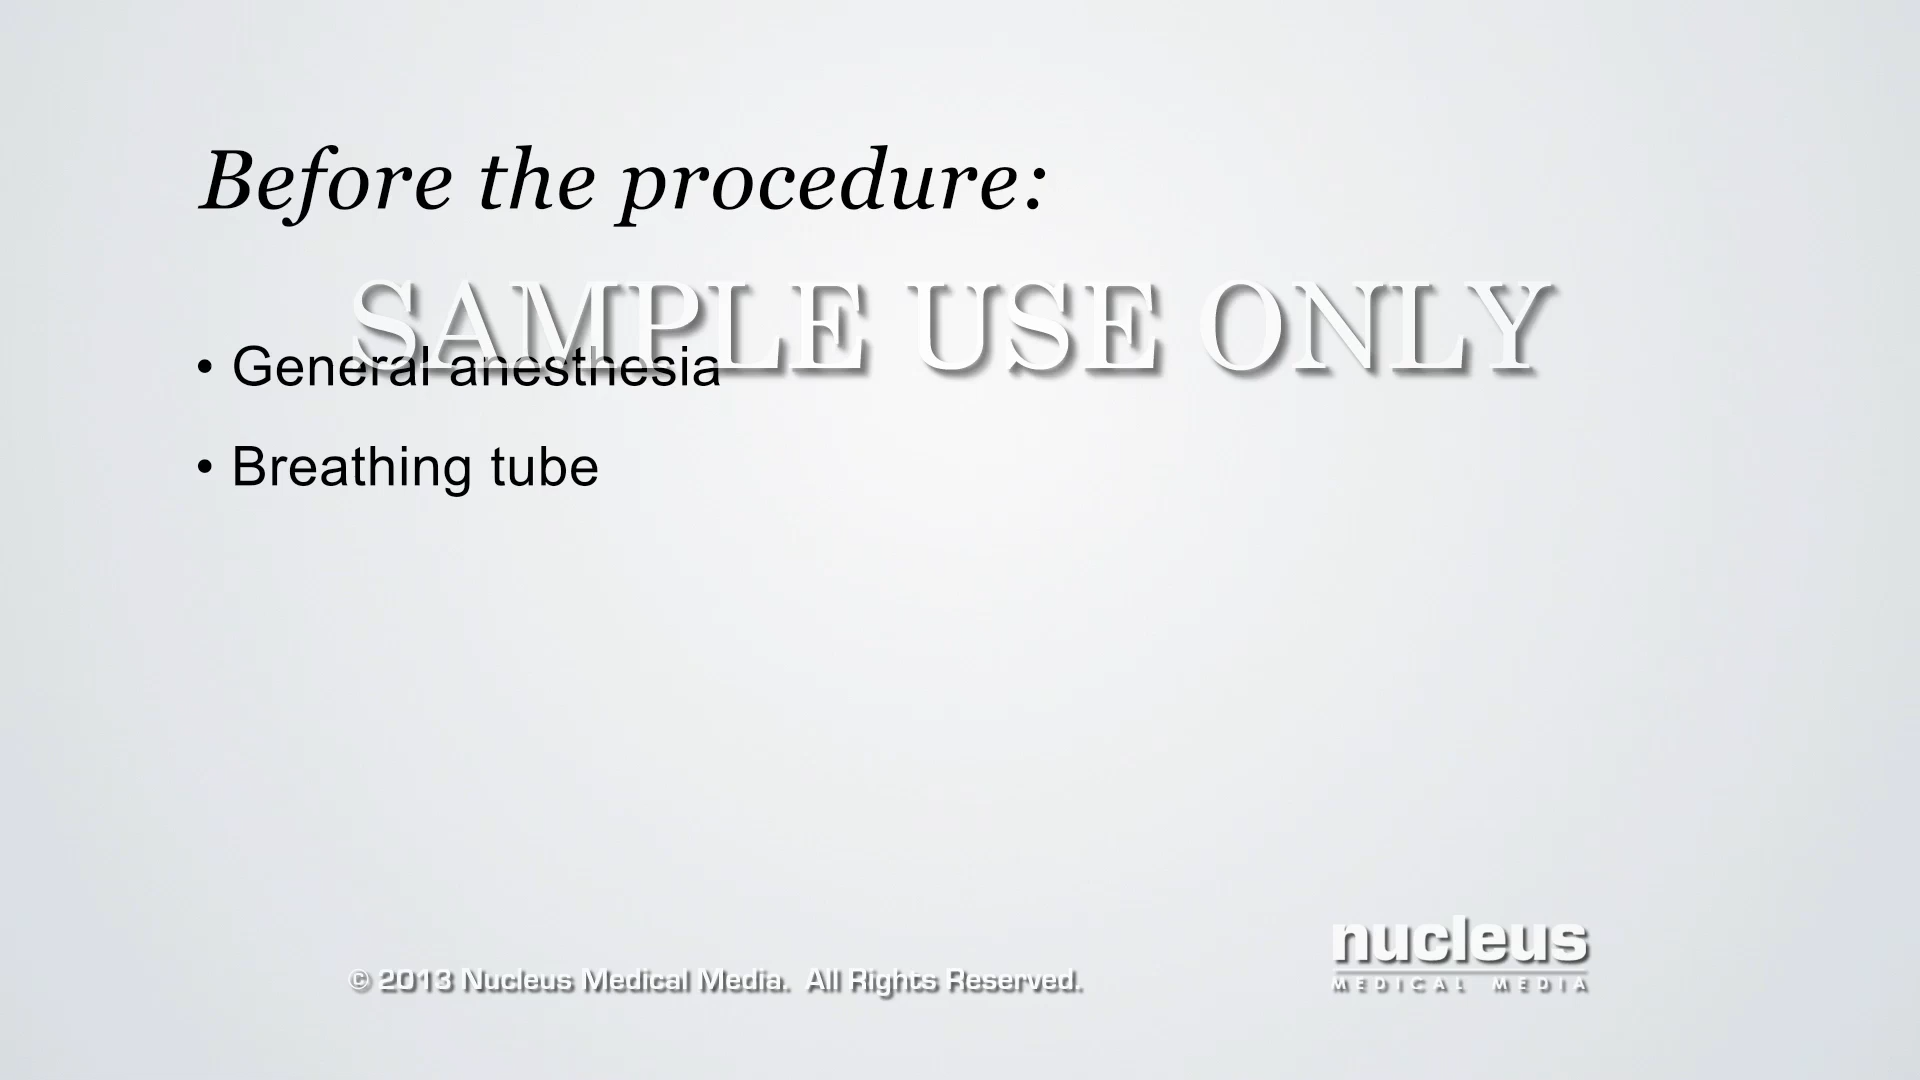 Before the procedure:
SAMPLE USE ONLY
• General anesthesia
• Breathing tube
nucleus
MEDICAL MEDIA
© 2013 Nucleus Medical Media. All Rights Reserved.